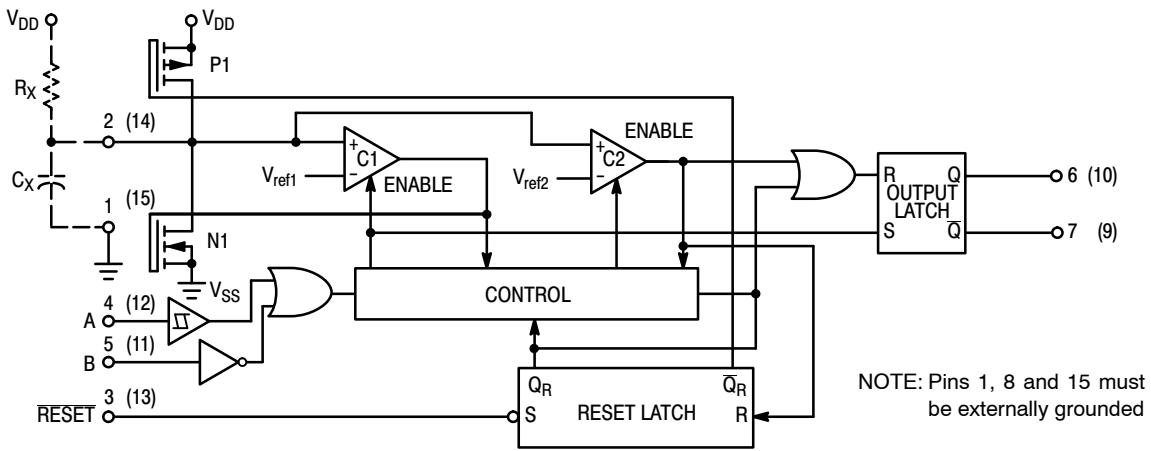 VDD
VDD
P1
RX
2 (14)
ENABLE
+
C1
−
Vref1
ENABLE
+
C2
−
Vref2
CX
1 (15)
N1
VSS
R Q
OUTPUT
LATCH
S Q̅
6 (10)
7 (9)
4 (12)
A
CONTROL
5 (11)
B
3 (13)
R̅E̅S̅E̅T̅
QR Q̅R
S RESET LATCH R
NOTE: Pins 1, 8 and 15 must
be externally grounded